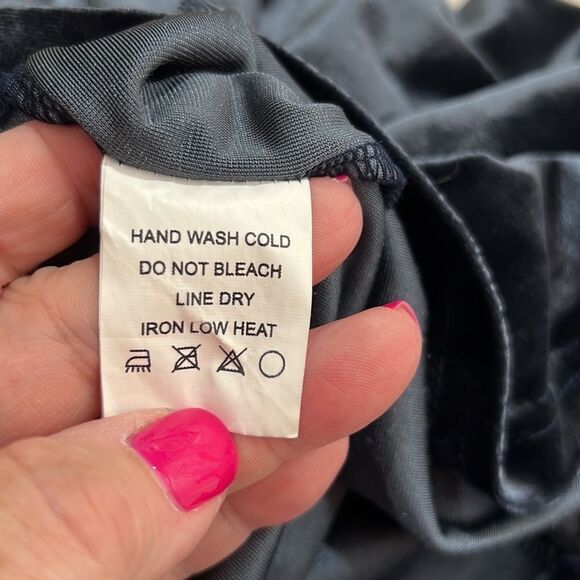 HAND WASH COLD
DO NOT BLEACH
LINE DRY
IRON LOW HEAT